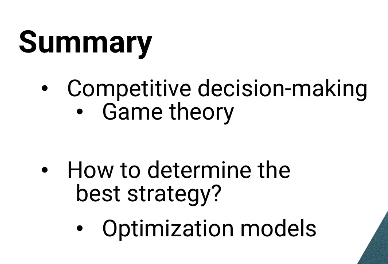 Summary
• Competitive decision-making
• Game theory
• How to determine the
best strategy?
• Optimization models